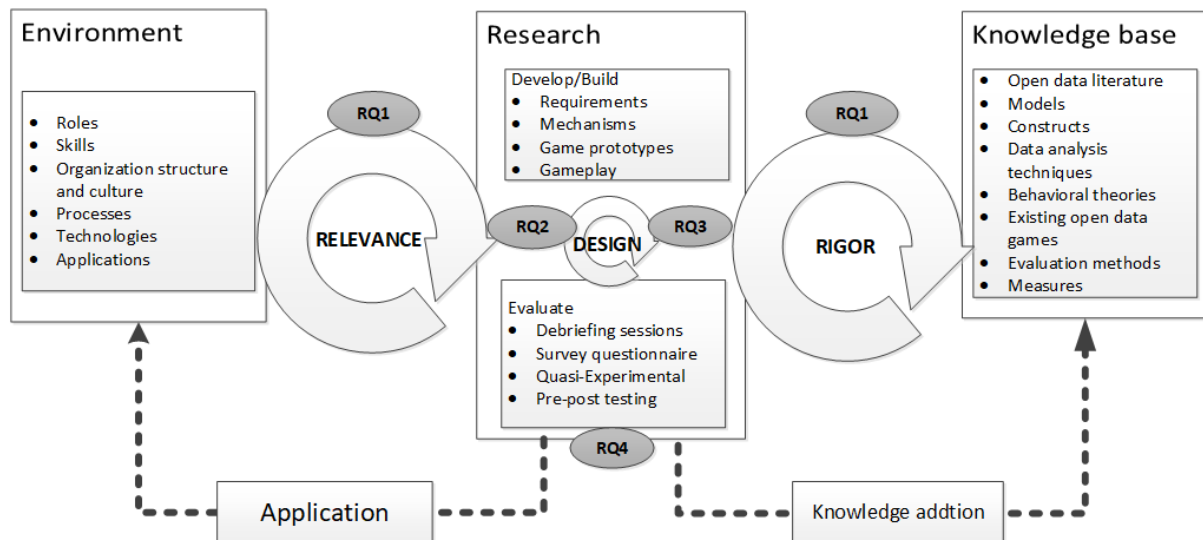 Environment
Roles
Skills
Organization structure
and culture
Processes
Technologies
Applications
RQ1
RELEVANCE
Research
Develop/Build
Requirements
Mechanisms
Game prototypes
Gameplay
RQ2
DESIGN
RQ3
Evaluate
Debriefing sessions
Survey questionnaire
Quasi-Experimental
Pre-post testing
RQ4
RQ1
RIGOR
Knowledge base
Open data literature
Models
Constructs
Data analysis
techniques
Behavioral theories
Existing open data
games
Evaluation methods
Measures
Application
Knowledge addtion